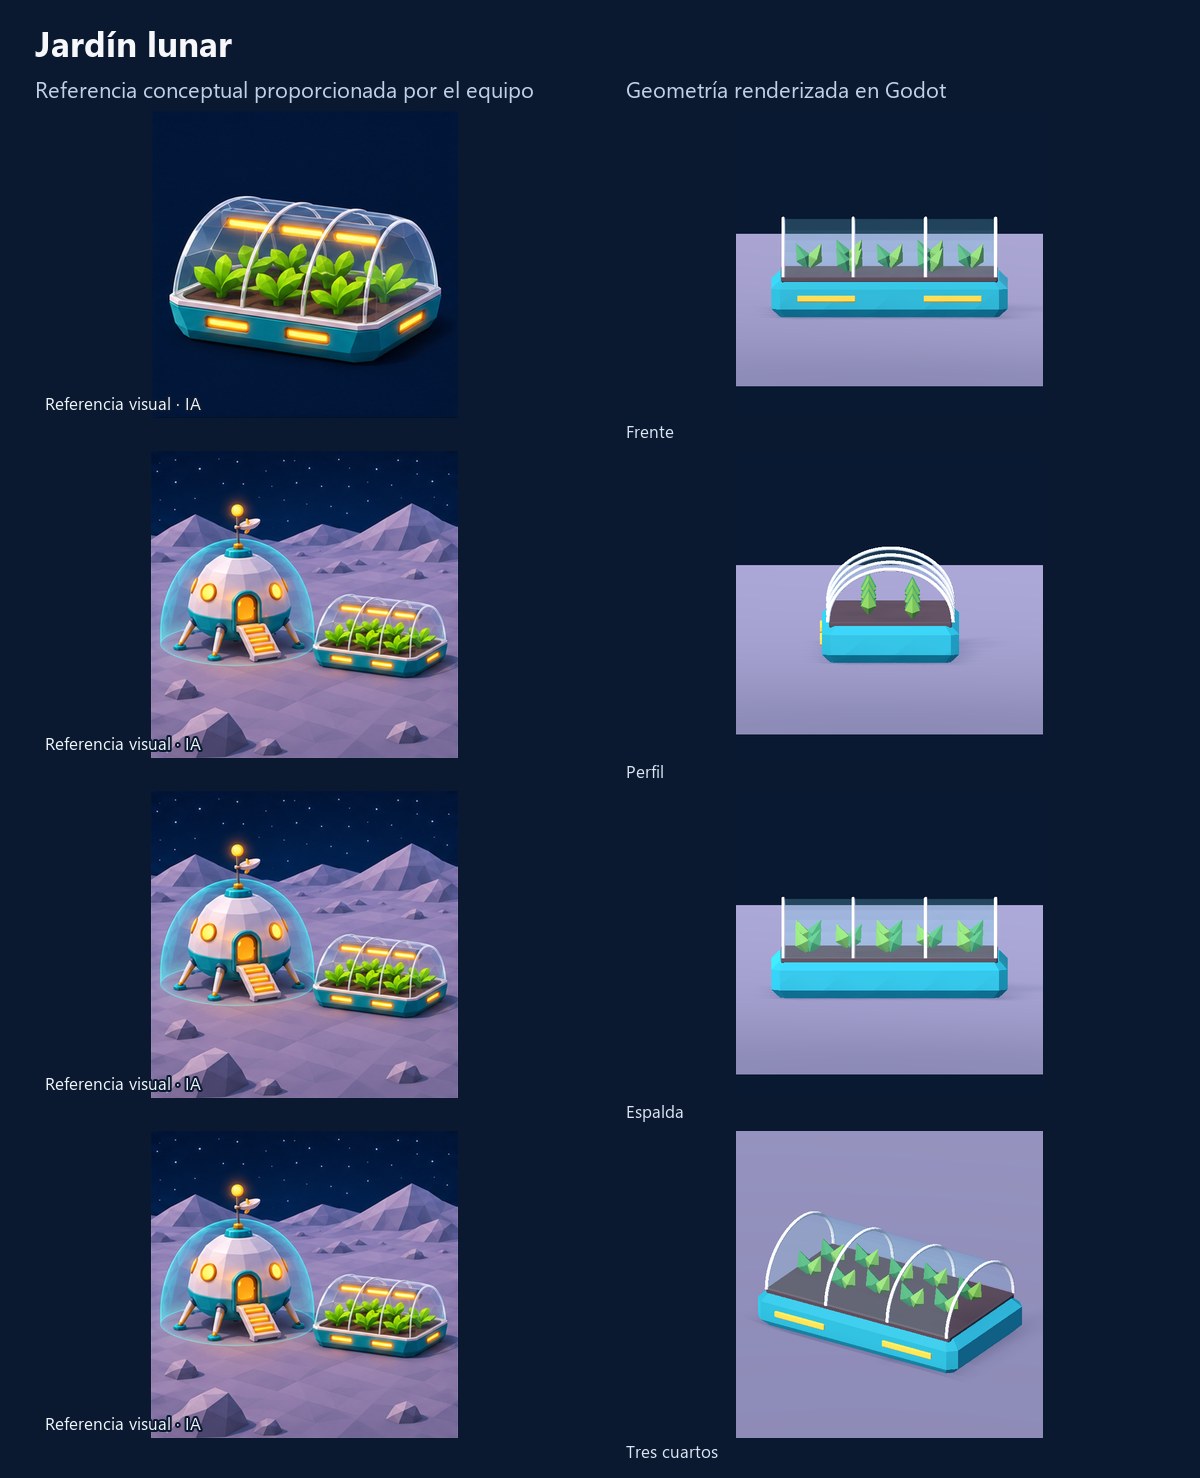 Jardín lunar
Referencia conceptual proporcionada por el equipo
Geometría renderizada en Godot
Referencia visual · IA
Frente
Referencia visual · IA
Perfil
Referencia visual · IA
Espalda
Referencia visual · IA
Tres cuartos